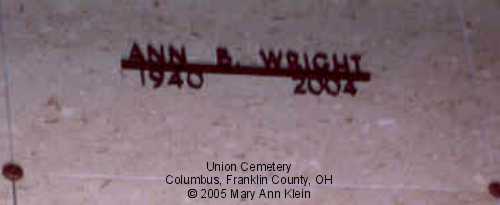 ANN B. WRIGHT
1940 2004
Union Cemetery
Columbus, Franklin County, OH
© 2005 Mary Ann Klein